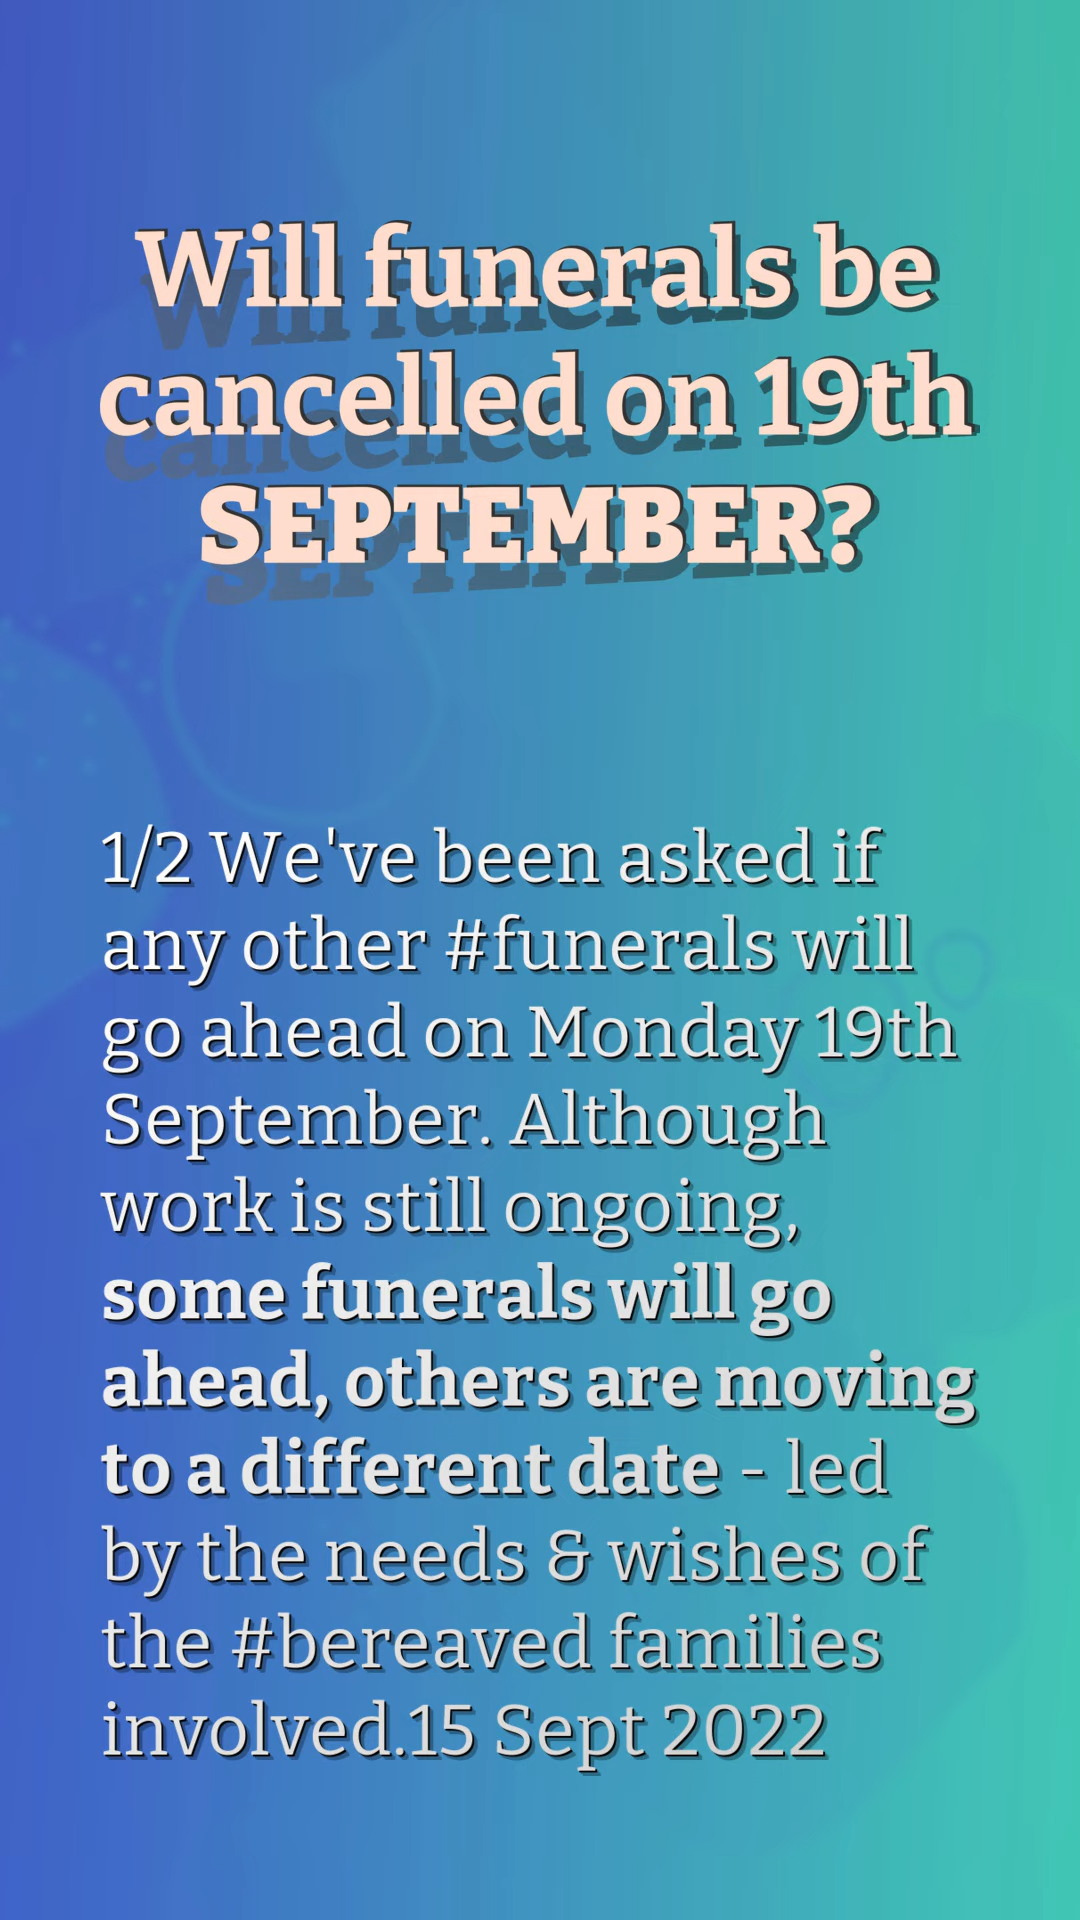 Will funerals be
cancelled on 19th
SEPTEMBER?
1/2 We've been asked if
any other #funerals will
go ahead on Monday 19th
September. Although
work is still ongoing,
some funerals will go
ahead, others are moving
to a different date - led
by the needs & wishes of
the #bereaved families
involved.15 Sept 2022